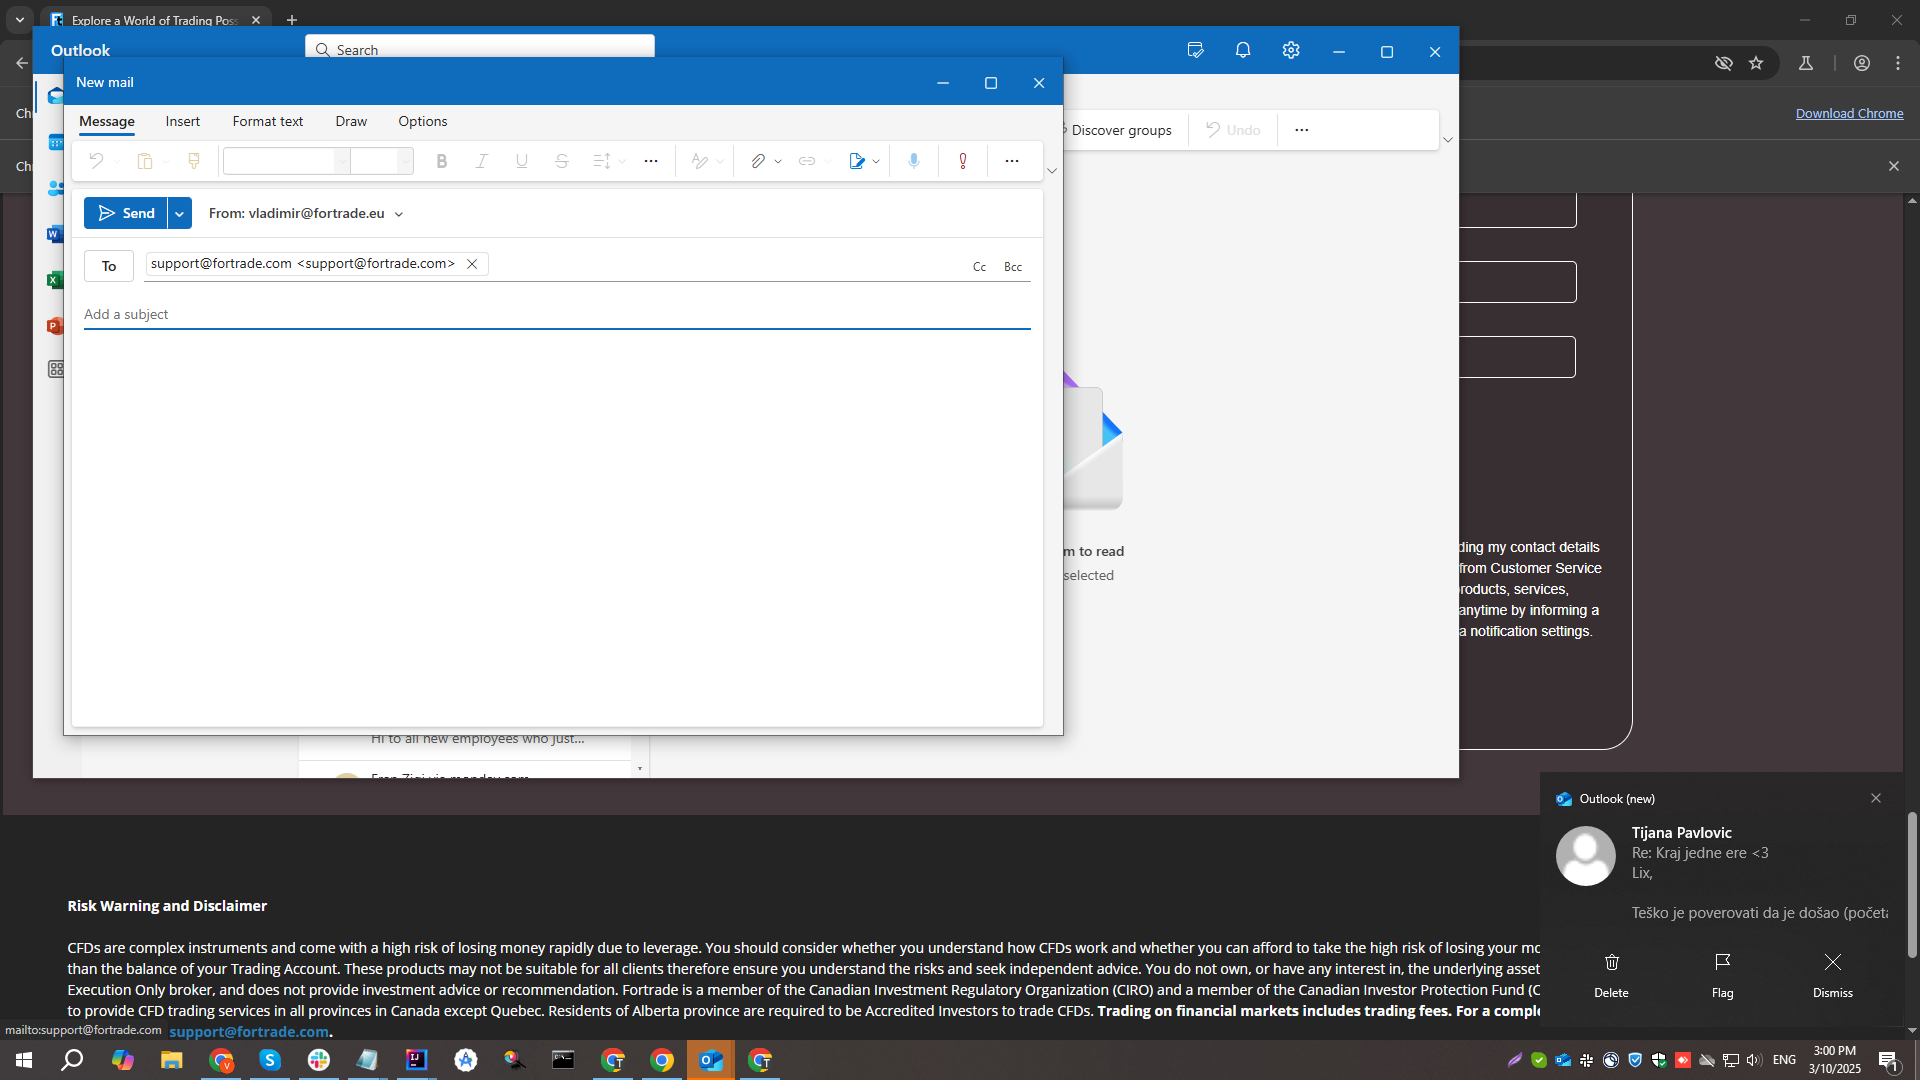 Explore a World of Trading Pos
Outlook
Search
New mail
Message
Insert
Format text
Draw
Options
Ch
Download Chrome
Discover groups
Undo
Ch
Send
From: vladimir@fortrade.eu
To
support@fortrade.com <support@fortrade.com>
Cc
Bcc
Add a subject
m to read
selected
ding my contact details
from Customer Service
products, services,
anytime by informing a
a notification settings.
Hi to all new employees who just...
Fran Zigi via monday.com
Outlook (new)
Tijana Pavlovic
Re: Kraj jedne ere <3
Lix,
Teško je poverovati da je došao (početa
Delete
Flag
Dismiss
Risk Warning and Disclaimer
CFDs are complex instruments and come with a high risk of losing money rapidly due to leverage. You should consider whether you understand how CFDs work and whether you can afford to take the high risk of losing your mo
than the balance of your Trading Account. These products may not be suitable for all clients therefore ensure you understand the risks and seek independent advice. You do not own, or have any interest in, the underlying asset
Execution Only broker, and does not provide investment advice or recommendation. Fortrade is a member of the Canadian Investment Regulatory Organization (CIRO) and a member of the Canadian Investor Protection Fund (C
to provide CFD trading services in all provinces in Canada except Quebec. Residents of Alberta province are required to be Accredited Investors to trade CFDs. Trading on financial markets includes trading fees. For a comple
mailto:support@fortrade.com
support@fortrade.com.
ENG
3:00 PM
3/10/2025
1